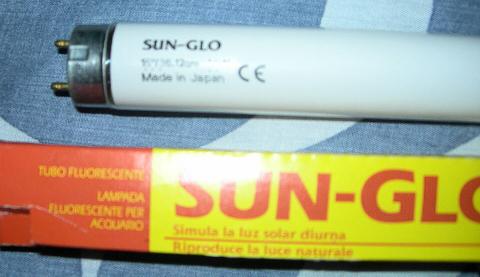 SUN-GLO
Made in Japan CE
TUBO FLUORESCENTE
LAMPADA
FLUORESCENTE PER
ACQUARIO
SUN-GLO
Simula la luz solar diurna
Riproduce la luce naturale